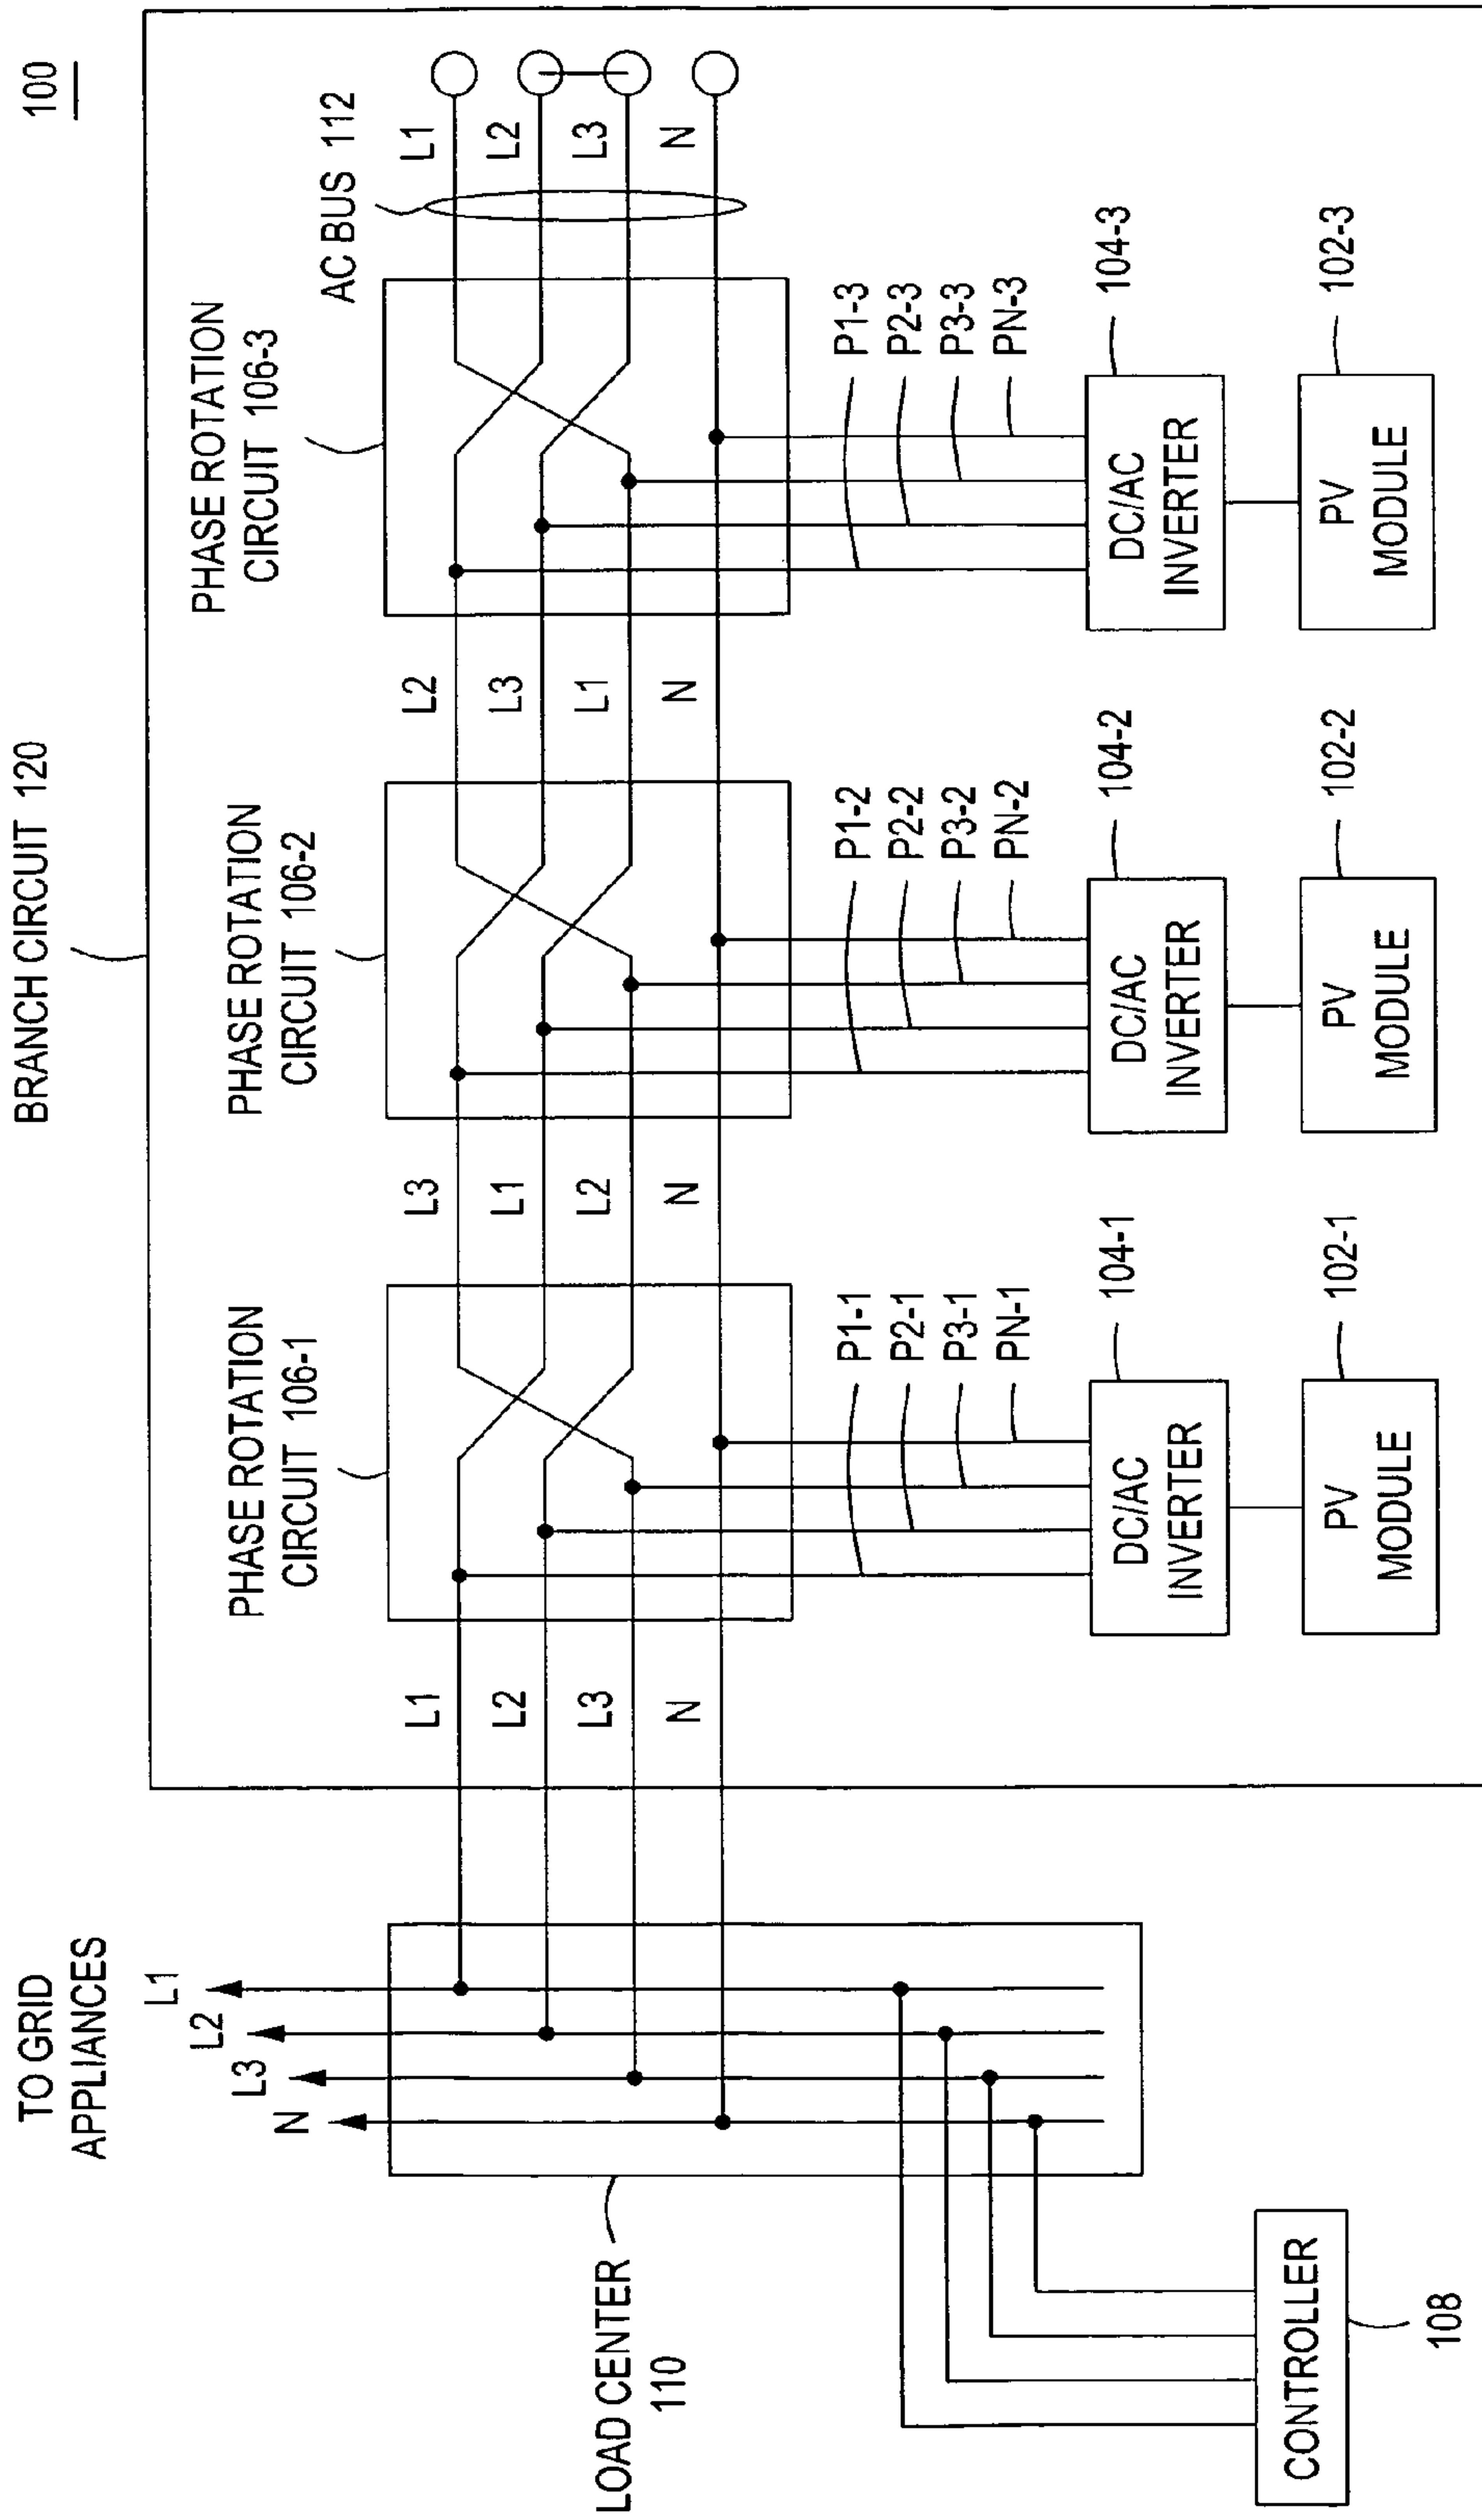 100
BRANCH CIRCUIT 120
TO GRID
APPLIANCES
L1
L2
L3
N
LOAD CENTER
110
CONTROLLER
108
PHASE ROTATION
CIRCUIT 106-1
PHASE ROTATION
CIRCUIT 106-2
PHASE ROTATION
CIRCUIT 106-3
AC BUS 112
L1
L2
L3
N
L3
L1
L2
N
L2
L3
L1
N
L1
L2
L3
N
P1-1
P2-1
P3-1
PN-1
P1-2
P2-2
P3-2
PN-2
P1-3
P2-3
P3-3
PN-3
DC/AC
INVERTER
104-1
DC/AC
INVERTER
104-2
DC/AC
INVERTER
104-3
PV
MODULE
102-1
PV
MODULE
102-2
PV
MODULE
102-3